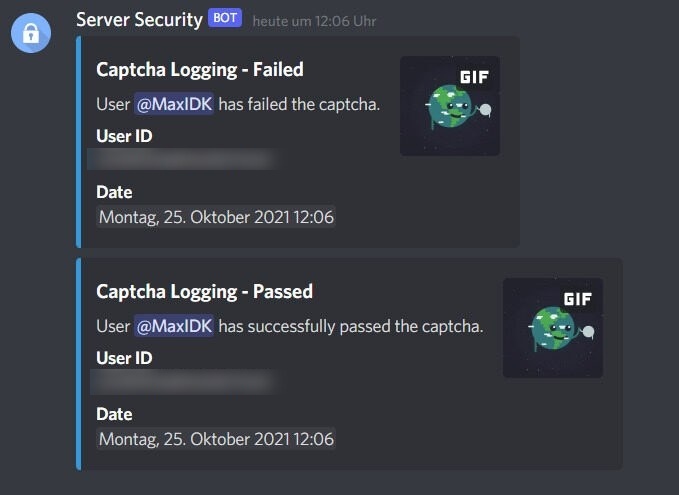 Server Security BOT heute um 12:06 Uhr
Captcha Logging - Failed
GIF
User @MaxIDK has failed the captcha.
User ID
Date
Montag, 25. Oktober 2021 12:06
Captcha Logging - Passed
GIF
User @MaxIDK has successfully passed the captcha.
User ID
Date
Montag, 25. Oktober 2021 12:06